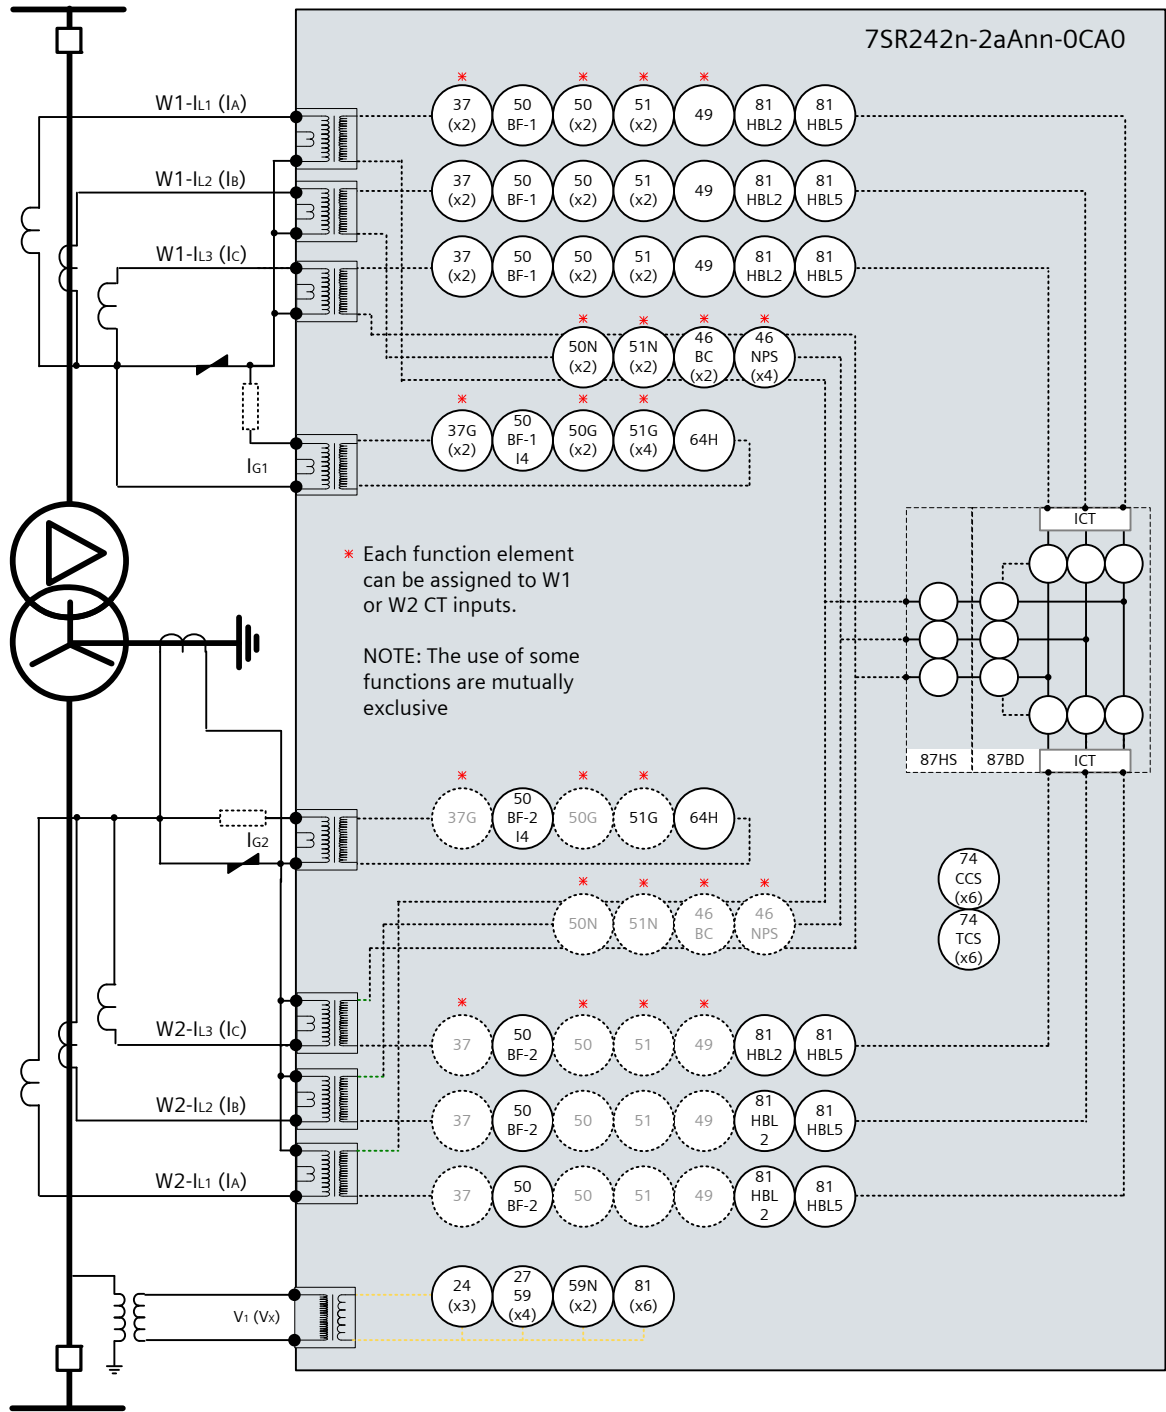 7SR242n-2aAnn-0CA0
W1-IL1 (IA)
37 (x2)
50 BF-1
50 (x2)
51 (x2)
49
81 HBL2
81 HBL5
W1-IL2 (IB)
37 (x2)
50 BF-1
50 (x2)
51 (x2)
49
81 HBL2
81 HBL5
W1-IL3 (IC)
37 (x2)
50 BF-1
50 (x2)
51 (x2)
49
81 HBL2
81 HBL5
50N (x2)
51N (x2)
46 BC (x2)
46 NPS (x4)
IG1
37G (x2)
50 BF-1 I4
50G (x2)
51G (x4)
64H
ICT
* Each function element
can be assigned to W1
or W2 CT inputs.
NOTE: The use of some
functions are mutually
exclusive
87HS
87BD
ICT
IG2
37G
50 BF-2 I4
50G
51G
64H
74 CCS (x6)
74 TCS (x6)
50N
51N
46 BC
46 NPS
W2-IL3 (IC)
37
50 BF-2
50
51
49
81 HBL2
81 HBL5
W2-IL2 (IB)
37
50 BF-2
50
51
49
81 HBL 2
81 HBL5
W2-IL1 (IA)
37
50 BF-2
50
51
49
81 HBL 2
81 HBL5
V1 (VX)
24 (x3)
27 59 (x4)
59N (x2)
81 (x6)